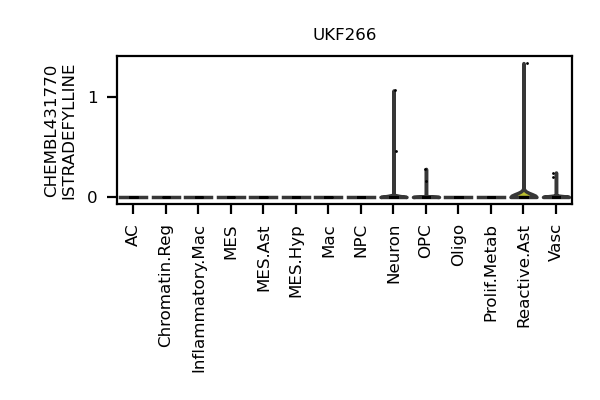 UKF266
CHEMBL431770
ISTRADEFYLLINE
1
0
AC
Chromatin.Reg
Inflammatory.Mac
MES
MES.Ast
MES.Hyp
Mac
NPC
Neuron
OPC
Oligo
Prolif.Metab
Reactive.Ast
Vasc